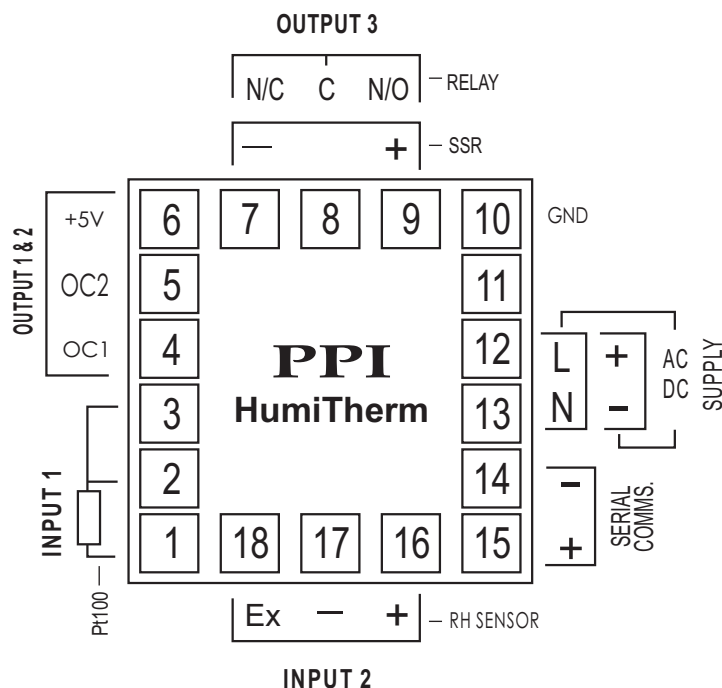 OUTPUT 3
N/C C N/O RELAY
— + SSR
OUTPUT 1 & 2
+5V
OC2
OC1
6 7 8 9 10
GND
5
11
4
12
3
13
2
14
1 18 17 16 15
PPI
HumiTherm
L +
N -
AC
DC
SUPPLY
-
+
SERIAL
COMMS.
INPUT 1
Pt100
Ex — + RH SENSOR
INPUT 2